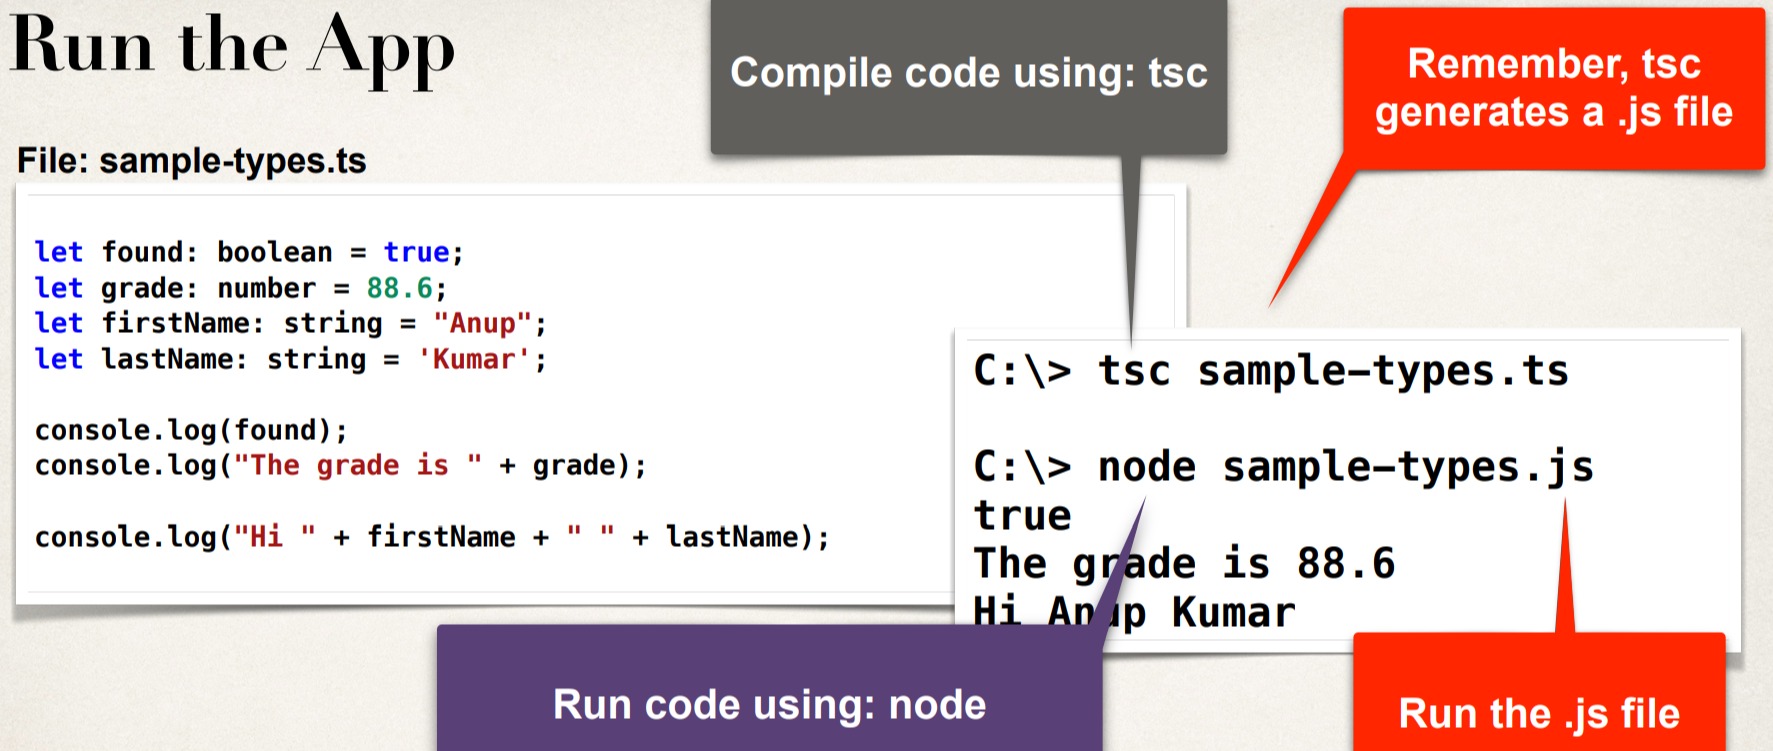 Run the App
Compile code using: tsc
Remember, tsc
generates a .js file
File: sample-types.ts
let found: boolean = true;
let grade: number = 88.6;
let firstName: string = "Anup";
let lastName: string = 'Kumar';
console.log(found);
console.log("The grade is " + grade);
console.log("Hi " + firstName + " " + lastName);
C:\> tsc sample-types.ts
C:\> node sample-types.js
true
The grade is 88.6
Hi Anup Kumar
Run code using: node
Run the .js file